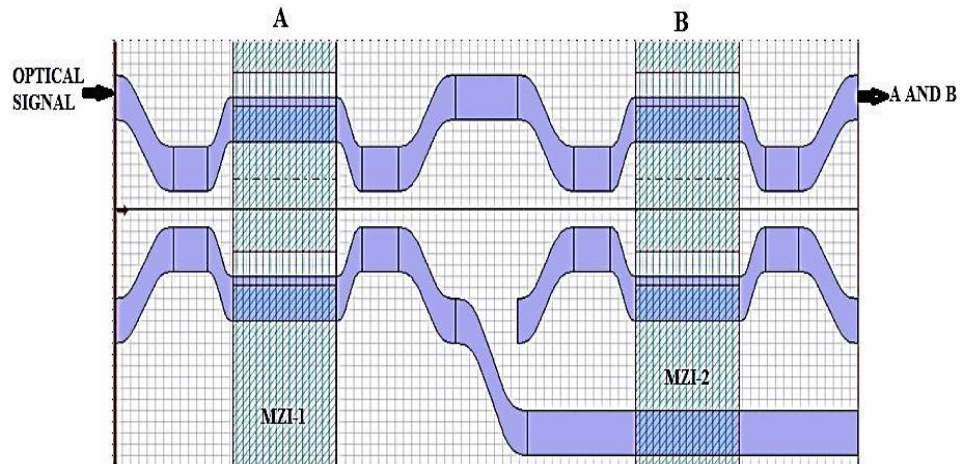 A
B
OPTICAL
SIGNAL
A AND B
MZI-2
MZI-1